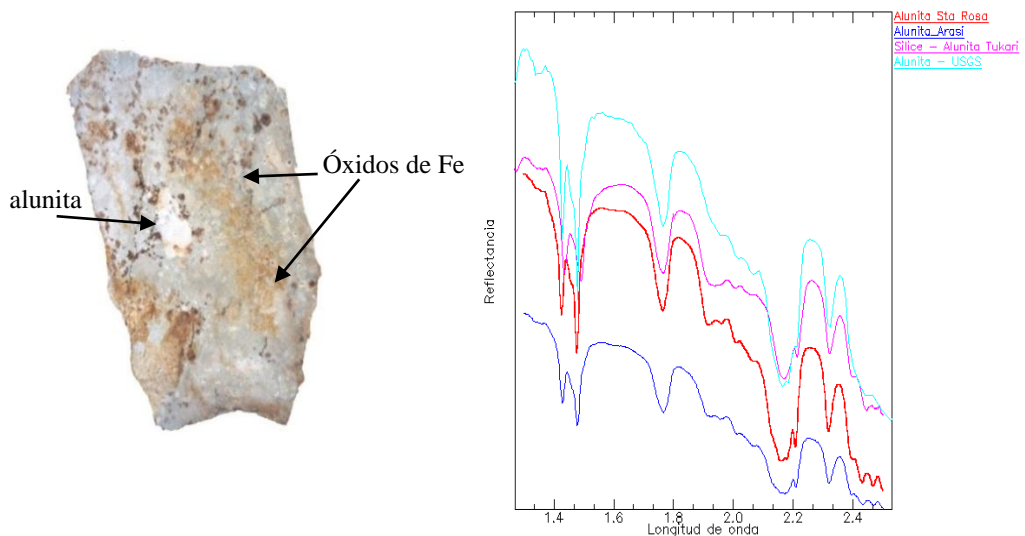 alunita
Óxidos de Fe
Alunita Sta Rosa
Alunita_Arasi
Silice - Alunita Tukari
Alunita - USGS
Reflectancia
1.4 1.6 1.8 2.0 2.2 2.4
Longitud de onda